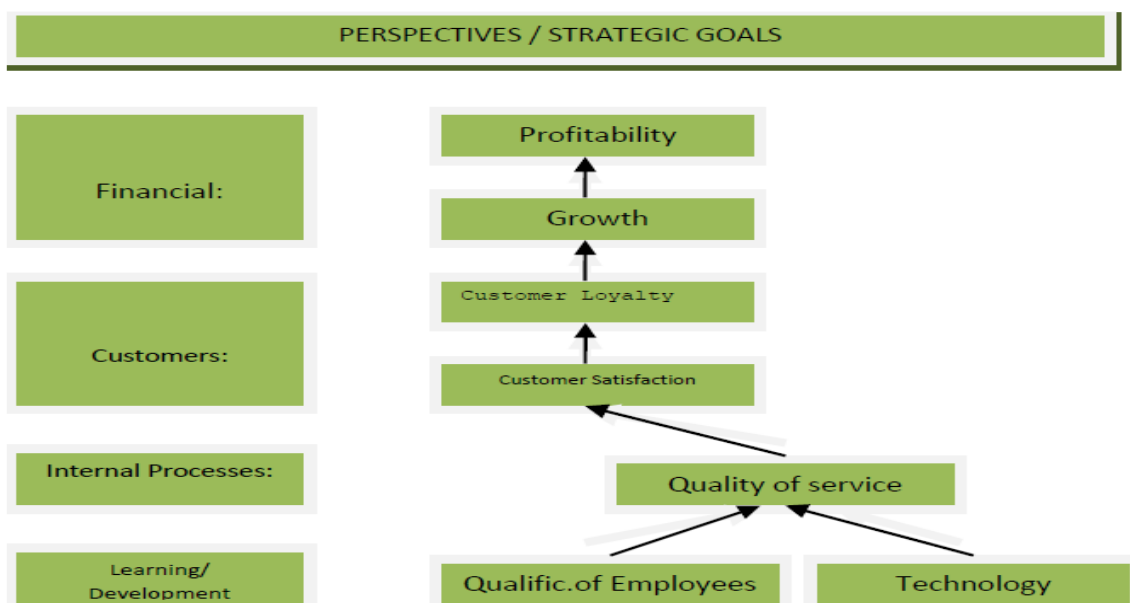 PERSPECTIVES / STRATEGIC GOALS
Financial:
Profitability
Growth
Customers:
Customer Loyalty
Customer Satisfaction
Internal Processes:
Quality of service
Learning/
Development
Qualific.of Employees
Technology